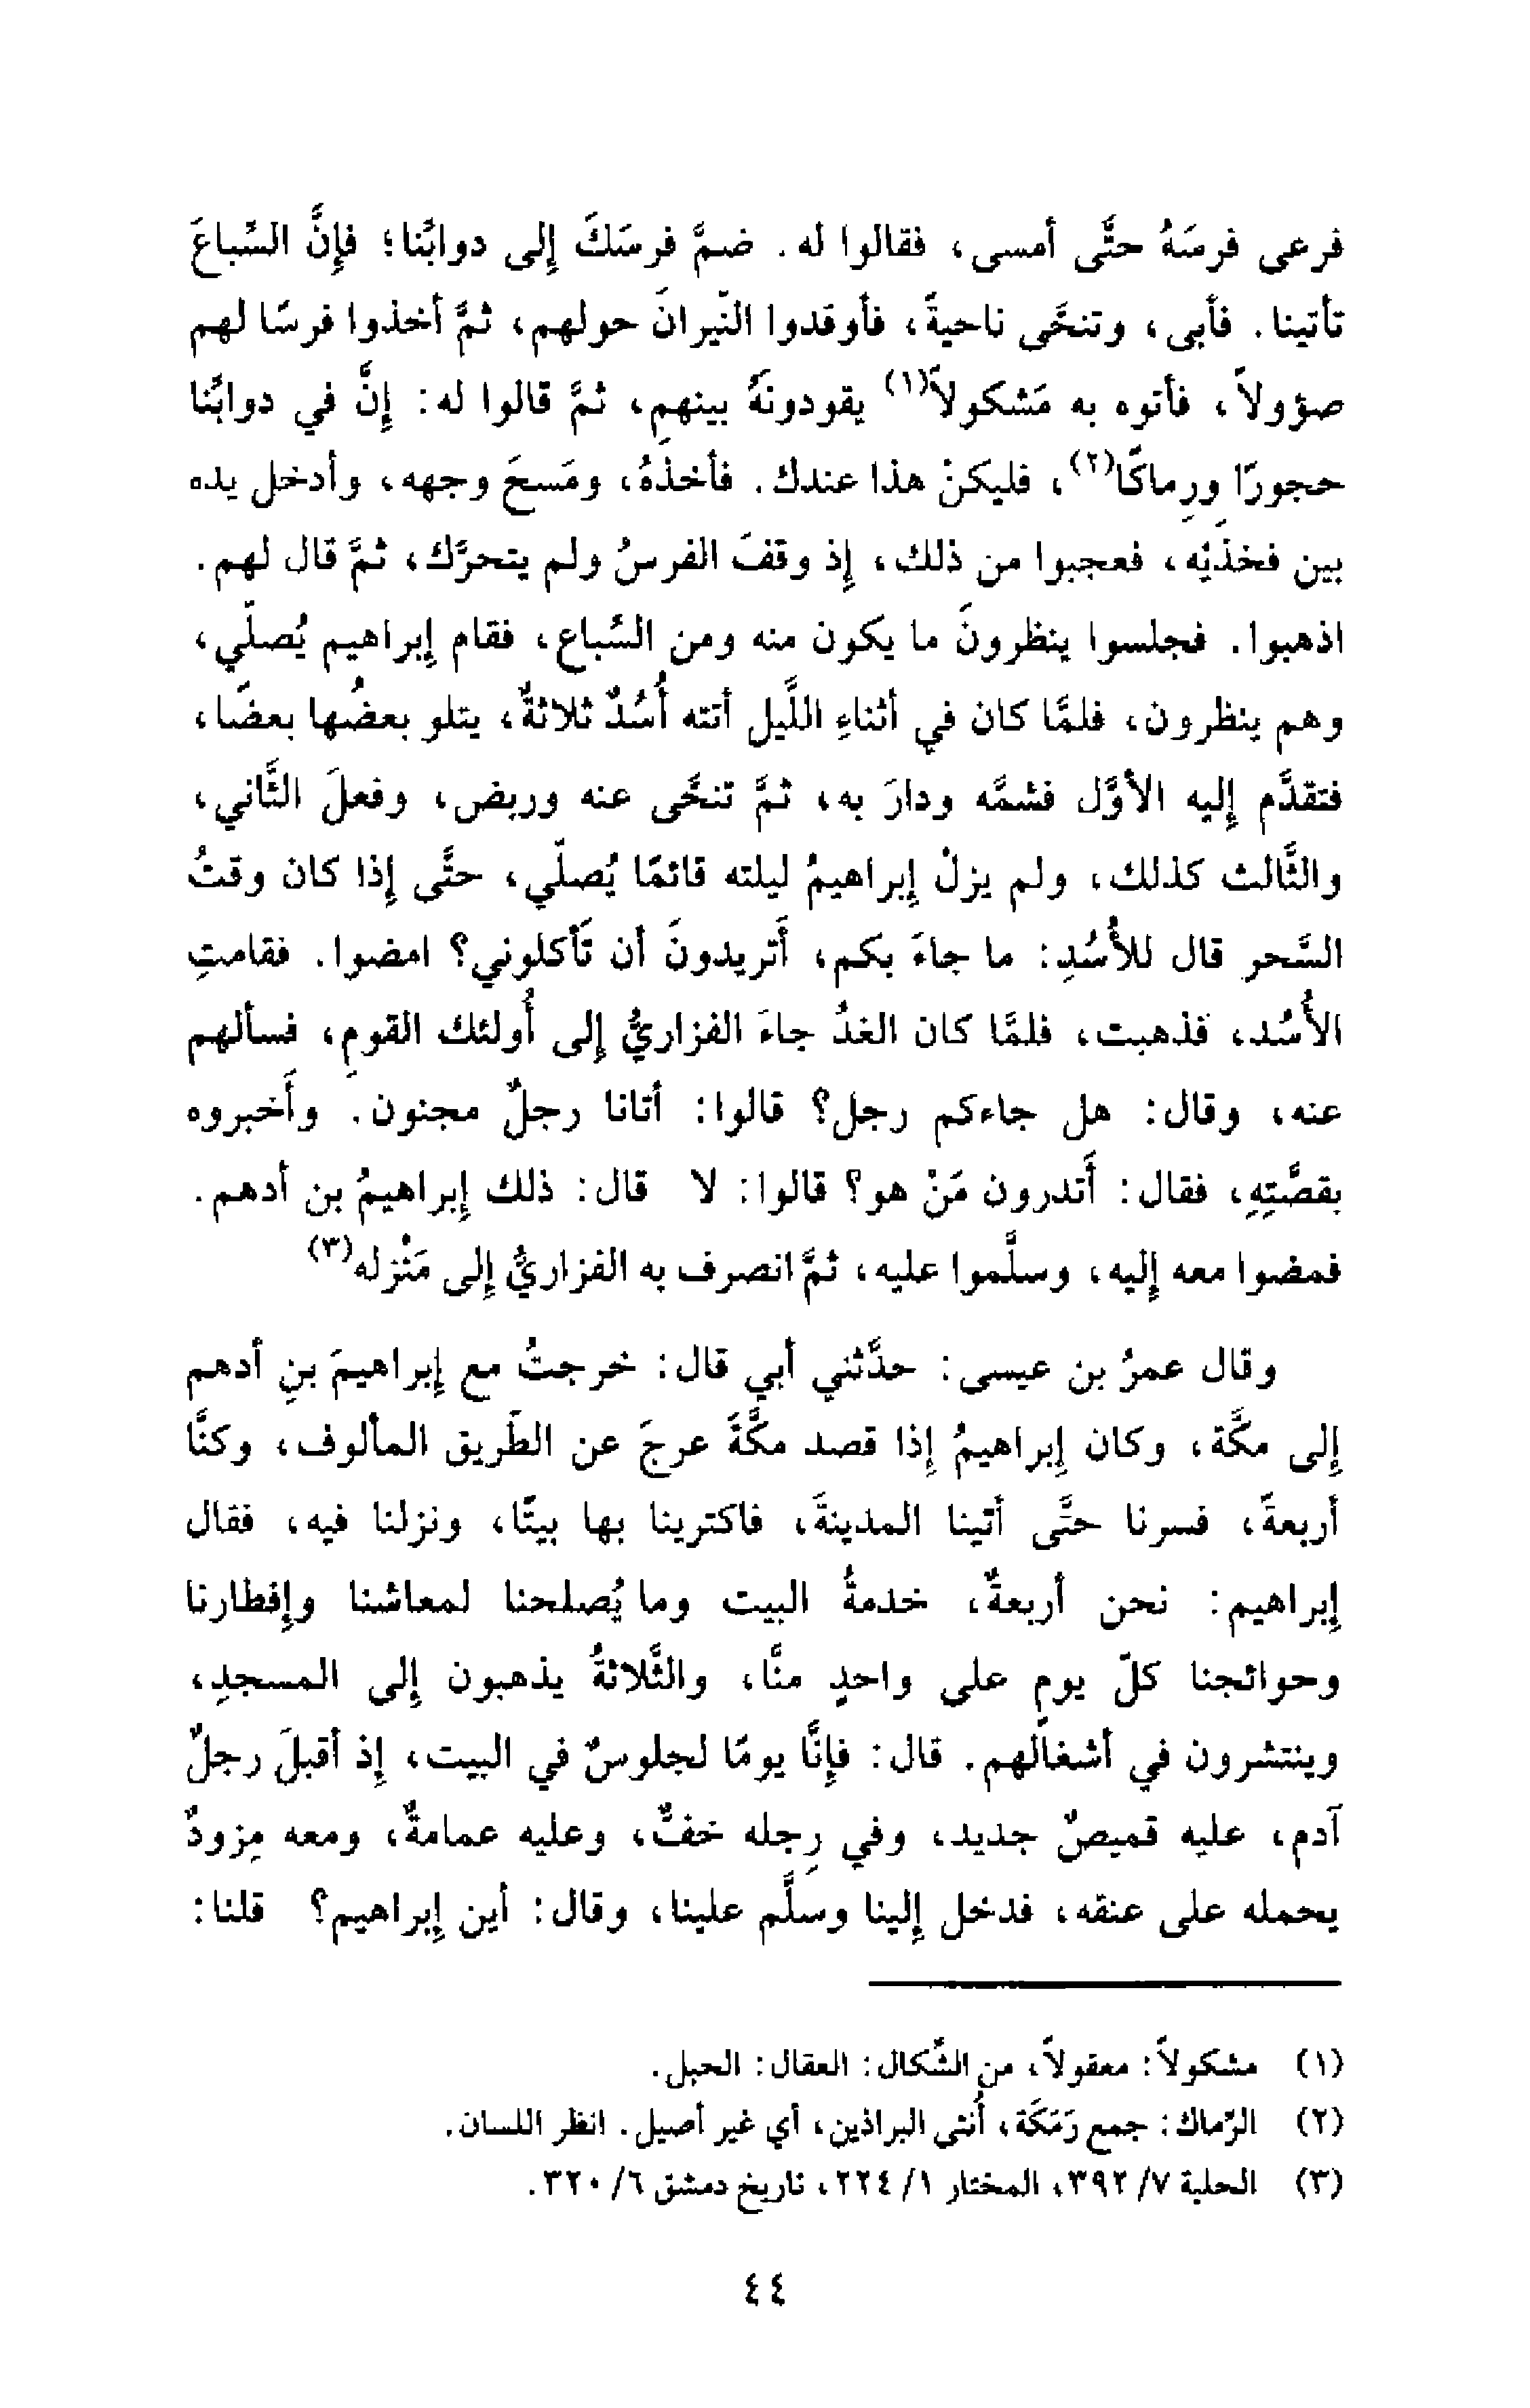 فرعى فرسَهُ حتَّى أمسى، فقالوا له. ضمَّ فرسَكَ إلى دوابِّنا؛ فإنَّ السِّباعَ
تأتينا. فأبى، وتنحَّى ناحيةً، فأوقدوا النِّيرانَ حولهم، ثمَّ أخذوا فرسًا لهم
صؤولاً، فأتوه به مَشكولاً(١) يقودونَهُ بينهم، ثمَّ قالوا له: إنَّ في دوابِّنا
حجورًا ورِماكًا(٢)، فليكنْ هذا عندك. فأخذَهُ، ومَسحَ وجهه، وأدخل يده
بين فخذَيْه، فعجبوا من ذلك، إذ وقفَ الفرسُ ولم يتحرَّك، ثمَّ قال لهم.
اذهبوا. فجلسوا ينظرونَ ما يكون منه ومن السِّباع، فقام إبراهيم يُصلِّي،
وهم ينظرون، فلمَّا كان في أثناءِ اللَّيل أتته أُسُدٌ ثلاثةٌ، يتلو بعضُها بعضًا،
فتقدَّم إليه الأوَّل فشمَّه ودارَ به، ثمَّ تنحَّى عنه وربض، وفعلَ الثَّاني،
والثَّالث كذلك، ولم يزلْ إبراهيمُ ليلته قائمًا يُصلِّي، حتَّى إذا كان وقتُ
السَّحر قال للأُسُدِ: ما جاءَ بكم، أَتريدونَ أن تَأكلوني؟ امضوا. فقامتِ
الأُسُد، فذهبت، فلمَّا كان الغدُ جاءَ الفزاريُّ إلى أُولئك القومِ، فسألهم
عنه، وقال: هل جاءكم رجل؟ قالوا: أتانا رجلٌ مجنون. وأَخبروه
بقصَّتِهِ، فقال: أَتدرون مَنْ هو؟ قالوا: لا قال: ذلك إبراهيمُ بن أدهم.
فمضوا معه إليه، وسلَّموا عليه، ثمَّ انصرف به الفزاريُّ إلى مَنْزله(٣)
وقال عمرُ بن عيسى: حدَّثني أبي قال: خرجتُ مع إبراهيمَ بنِ أدهم
إلى مكَّة، وكان إبراهيمُ إذا قصد مكَّةَ عرجَ عن الطَّريق المألوف، وكنَّا
أربعةً، فسرنا حتَّى أتينا المدينةَ، فاكترينا بها بيتًا، ونزلنا فيه، فقال
إبراهيم: نحن أربعةٌ، خدمةُ البيت وما يُصلحنا لمعاشنا وإفطارنا
وحوائجنا كلّ يومٍ على واحدٍ منَّا، والثَّلاثةُ يذهبون إلى المسجدِ،
وينتشرون في أشغالهم. قال: فإنَّا يومًا لجلوسٌ في البيت، إذ أقبلَ رجلٌ
آدم، عليه قميصٌ جديد، وفي رِجله خفٌّ، وعليه عمامةٌ، ومعه مِزودٌ
يحمله على عنقه، فدخل إلينا وسلَّم علينا، وقال: أين إبراهيم؟ قلنا:
(١) مشكولاً: معقولاً، من الشِّكال: العقال: الحبل.
(٢) الرِّماك: جمع رَمَكَة، أُنثى البراذين، أي غير أصيل. انظر اللسان.
(٣) الحلية ٧/ ٣٩٢، المختار ١/ ٢٢٤، تاريخ دمشق ٦/ ٣٢٠.
٤٤